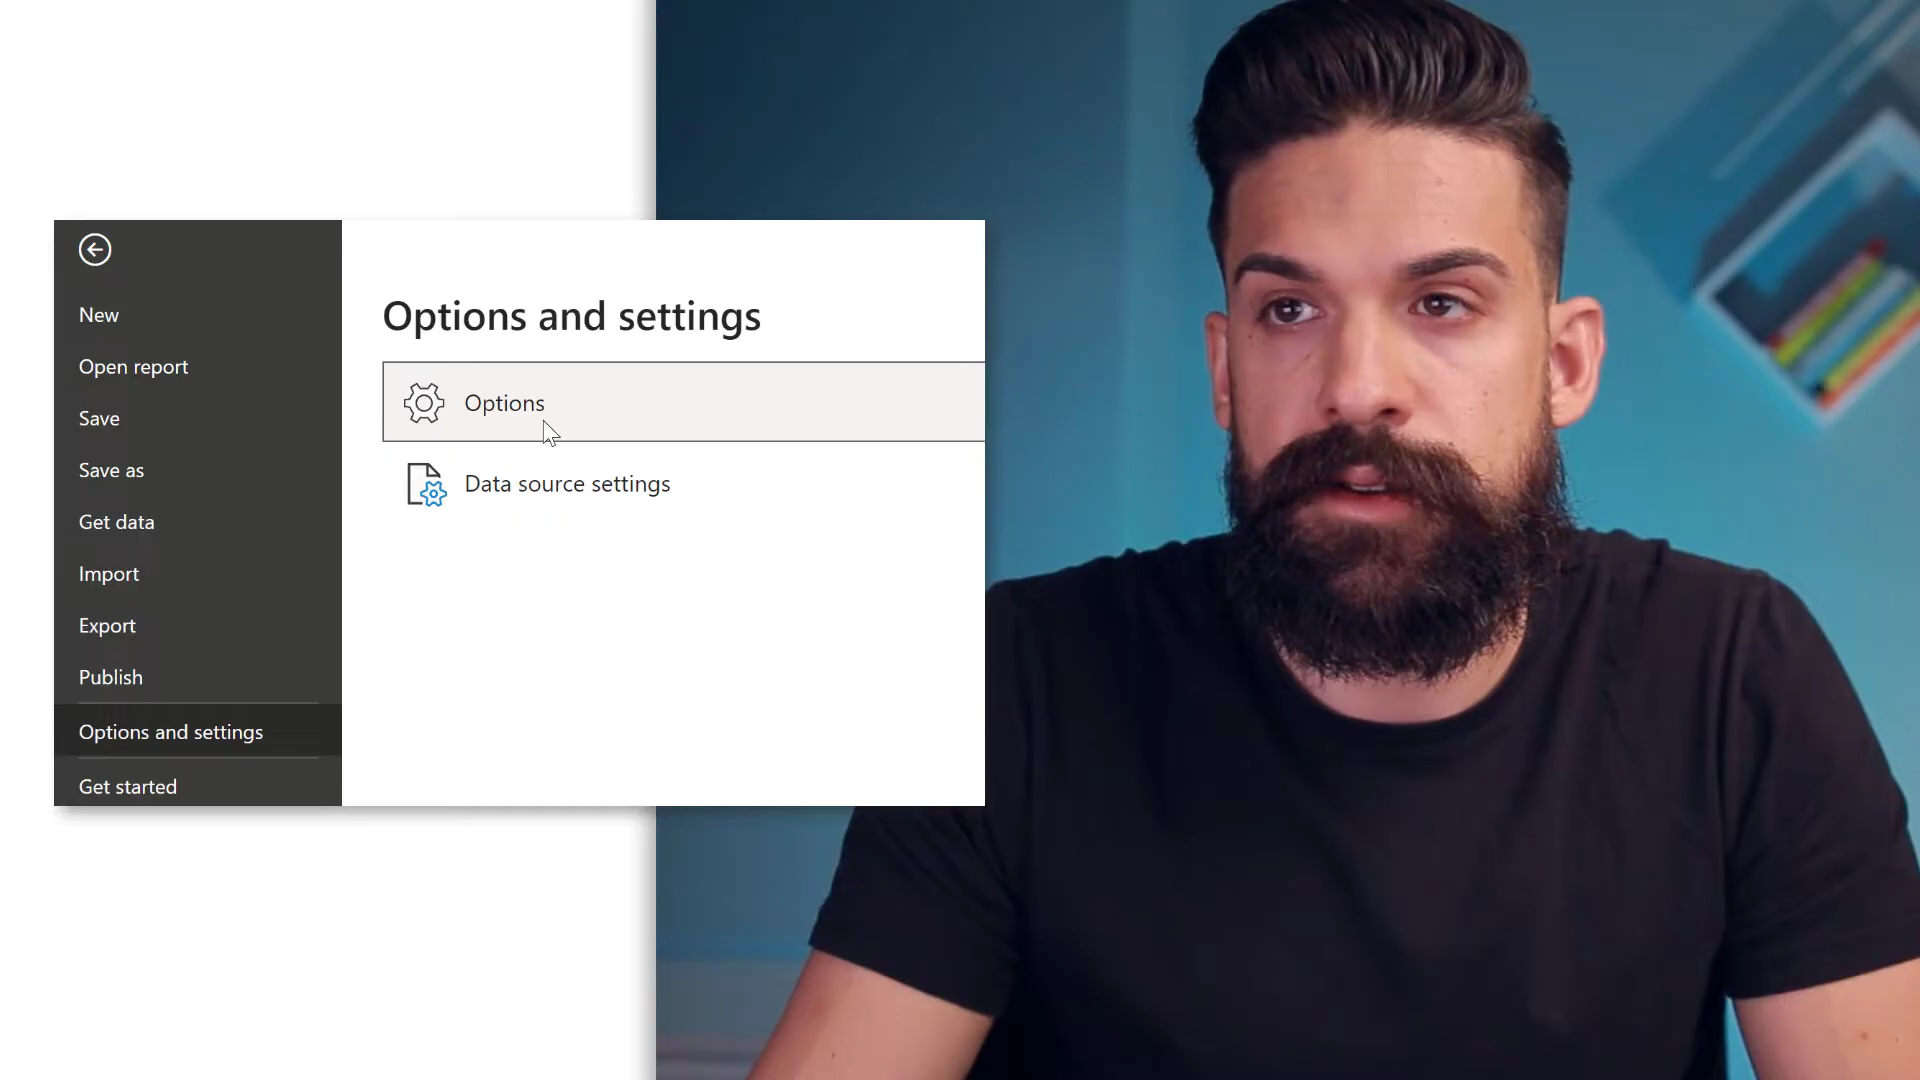 New
Open report
Save
Save as
Get data
Import
Export
Publish
Options and settings
Get started
Options and settings
Options
Data source settings